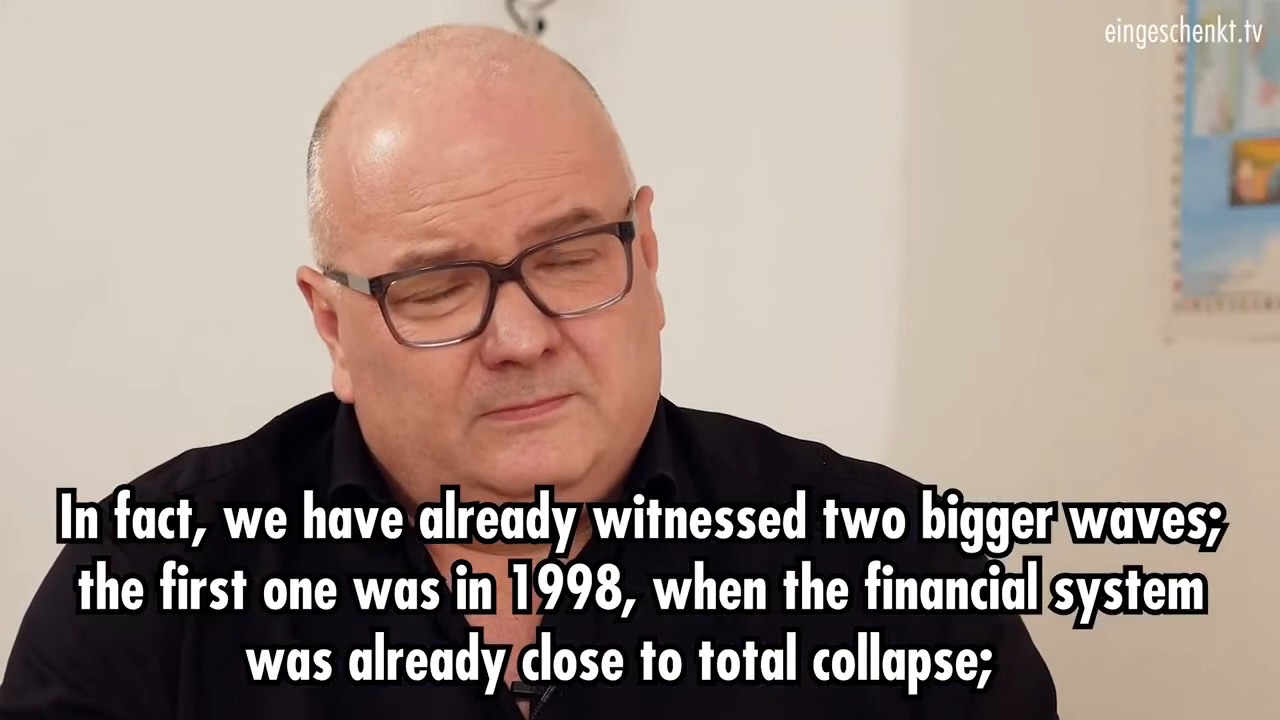 eingeschenkt.tv
In fact, we have already witnessed two bigger waves;
the first one was in 1998, when the financial system
was already close to total collapse;